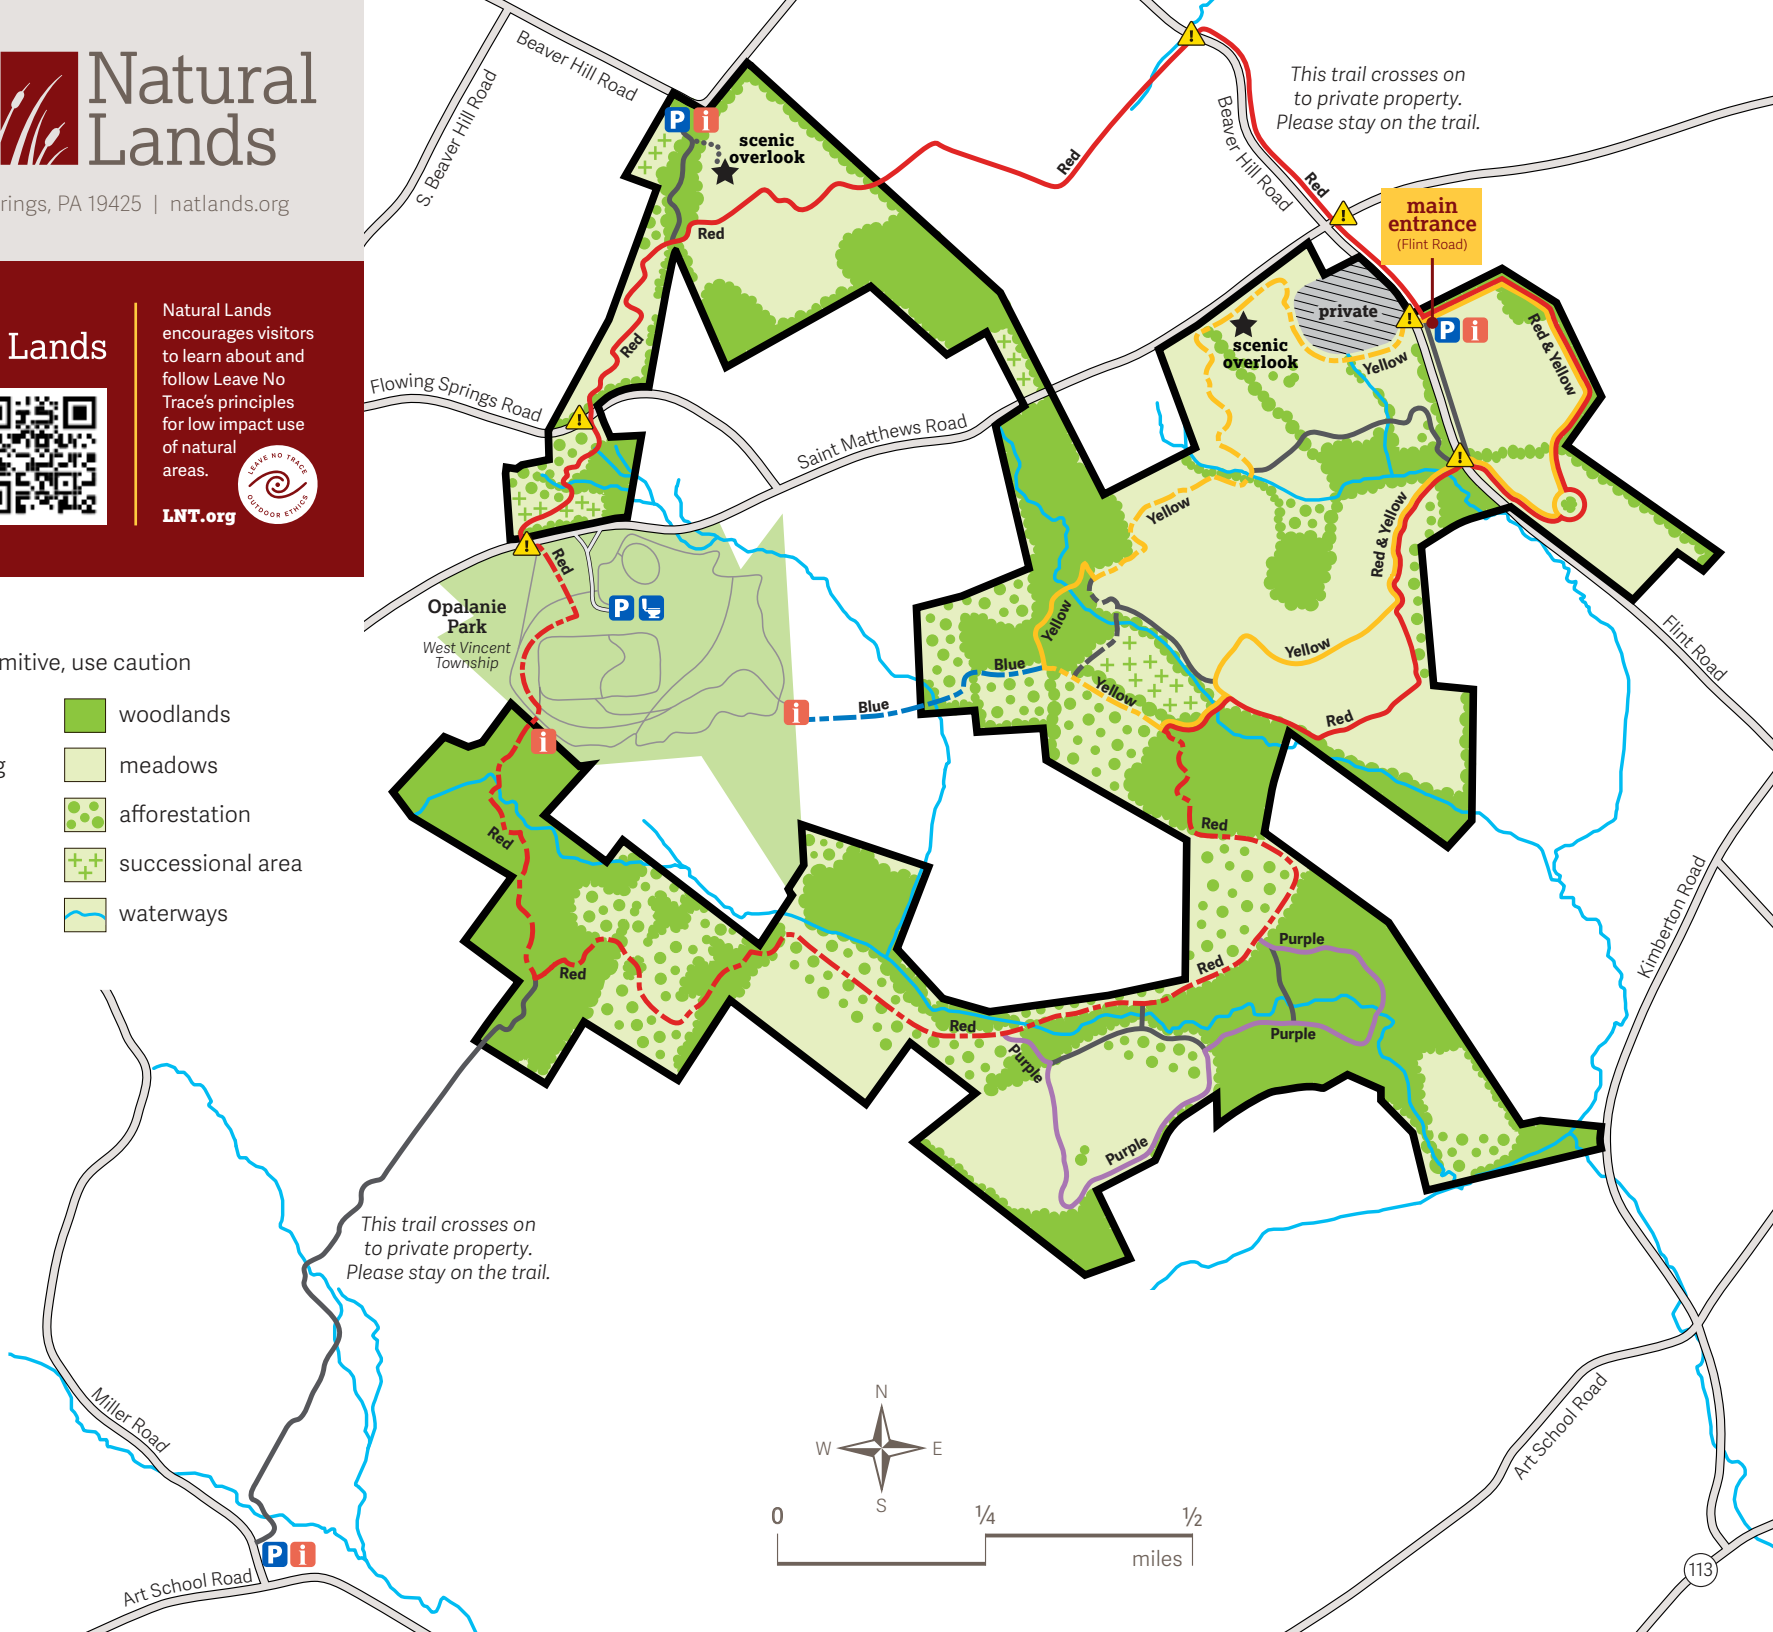 Natural
Lands
rings, PA 19425 | natlands.org
Lands
Natural Lands
encourages visitors
to learn about and
follow Leave No
Trace's principles
for low impact use
of natural
areas.
LNT.org
LEAVE NO TRACE
OUTDOOR ETHICS
mitive, use caution
woodlands
g
meadows
afforestation
successional area
waterways
Beaver Hill Road
S. Beaver Hill Road
P i
scenic
overlook
Red
Red
Red
Beaver Hill Road
Red
This trail crosses on
to private property.
Please stay on the trail.
main
entrance
(Flint Road)
private
P i
scenic
overlook
Yellow
Red & Yellow
Flowing Springs Road
Saint Matthews Road
Yellow
Red & Yellow
Red
Opalanie
Park
West Vincent
Township
P
Yellow
Yellow
Flint Road
Blue
Blue
Yellow
Red
i
i
Red
Red
Red
Red
Purple
Red
Purple
Red
Purple
Purple
Kimberton Road
This trail crosses on
to private property.
Please stay on the trail.
Miller Road
P i
Art School Road
Art School Road
113
N
W E
S
0 ¼ ½
miles
!
!
!
!
!
!